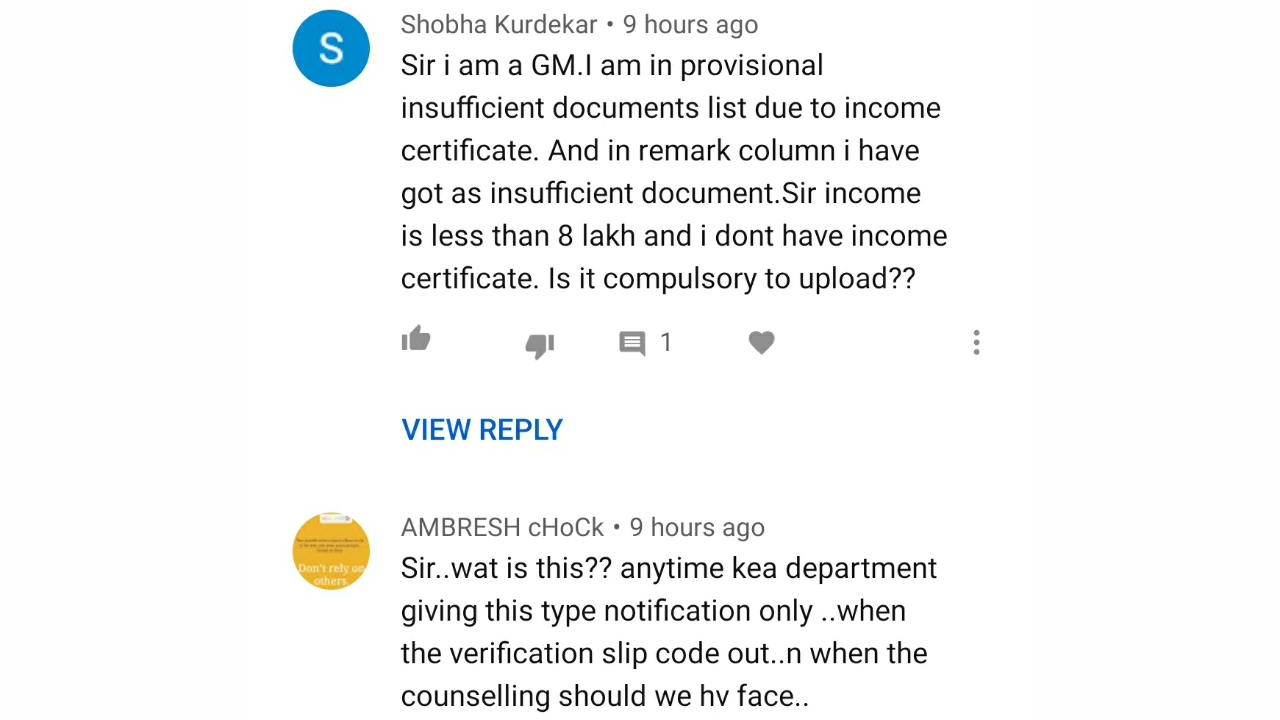 S
Shobha Kurdekar • 9 hours ago
Sir i am a GM.I am in provisional
insufficient documents list due to income
certificate. And in remark column i have
got as insufficient document.Sir income
is less than 8 lakh and i dont have income
certificate. Is it compulsory to upload??
1
VIEW REPLY
AMBRESH cHoCk • 9 hours ago
Don't rely on
others.
Sir..wat is this?? anytime kea department
giving this type notification only ..when
the verification slip code out..n when the
counselling should we hv face..